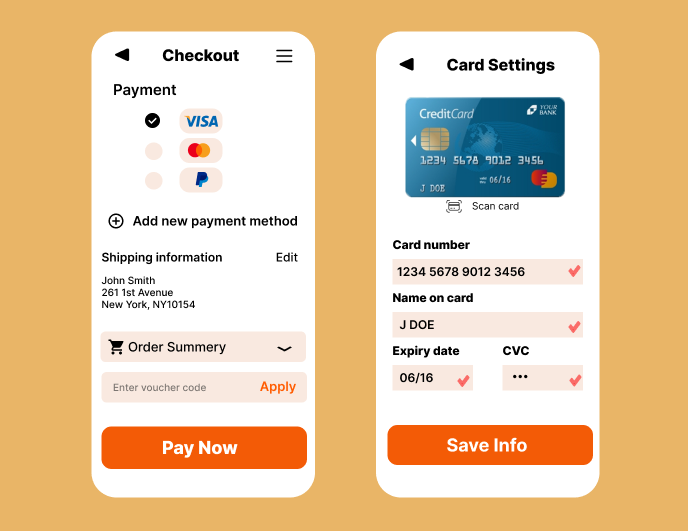 Checkout
Payment
VISA
Add new payment method
Shipping information Edit
John Smith
261 1st Avenue
New York, NY10154
Order Summery
Enter voucher code Apply
Pay Now
Card Settings
CreditCard YOUR BANK
1234 5678 9012 3456
06/16
J DOE
Scan card
Card number
1234 5678 9012 3456
Name on card
J DOE
Expiry date CVC
06/16 •••
Save Info